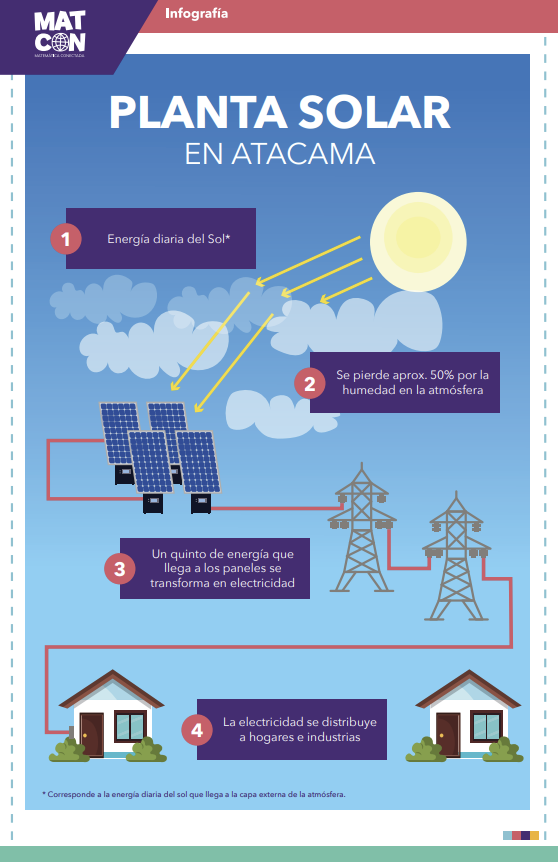 MAT
CON
MATEMÁTICA CONECTADA
Infografía
PLANTA SOLAR
EN ATACAMA
1
Energía diaria del Sol*
2
Se pierde aprox. 50% por la
humedad en la atmósfera
3
Un quinto de energía que
llega a los paneles se
transforma en electricidad
4
La electricidad se distribuye
a hogares e industrias
* Corresponde a la energía diaria del sol que llega a la capa externa de la atmósfera.